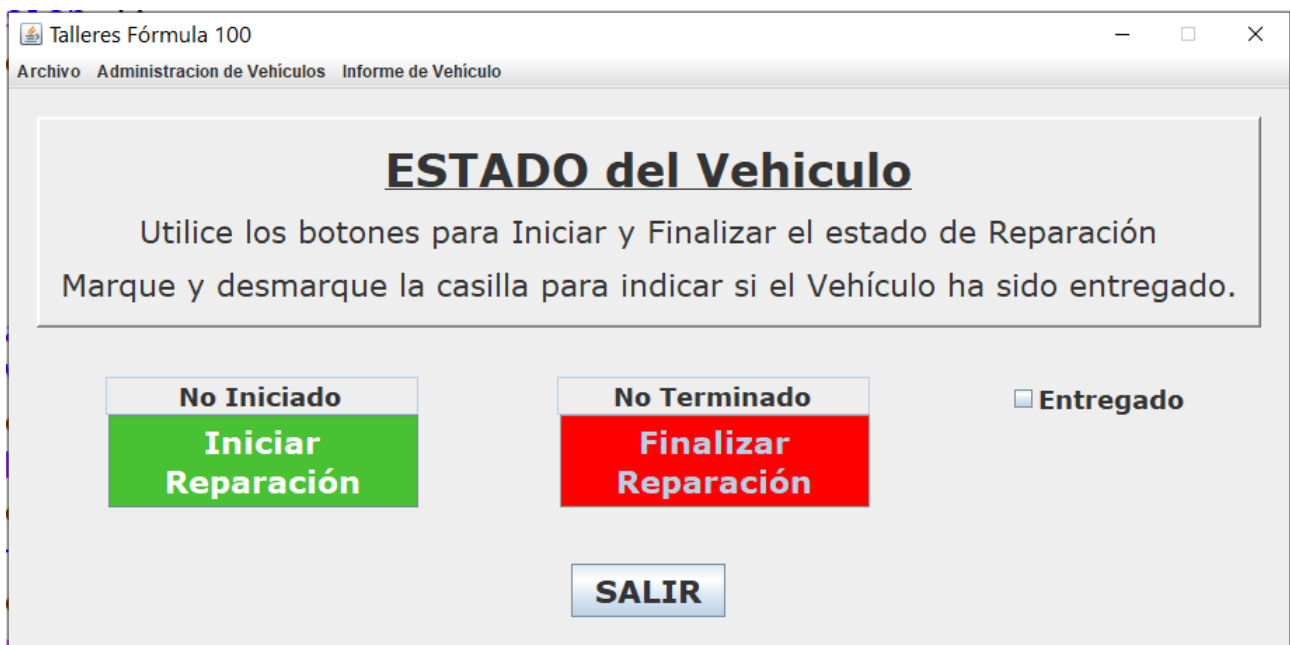 Talleres Fórmula 100
Archivo Administracion de Vehículos Informe de Vehículo
ESTADO del Vehiculo
Utilice los botones para Iniciar y Finalizar el estado de Reparación
Marque y desmarque la casilla para indicar si el Vehículo ha sido entregado.
No Iniciado
Iniciar
Reparación
No Terminado
Finalizar
Reparación
Entregado
SALIR